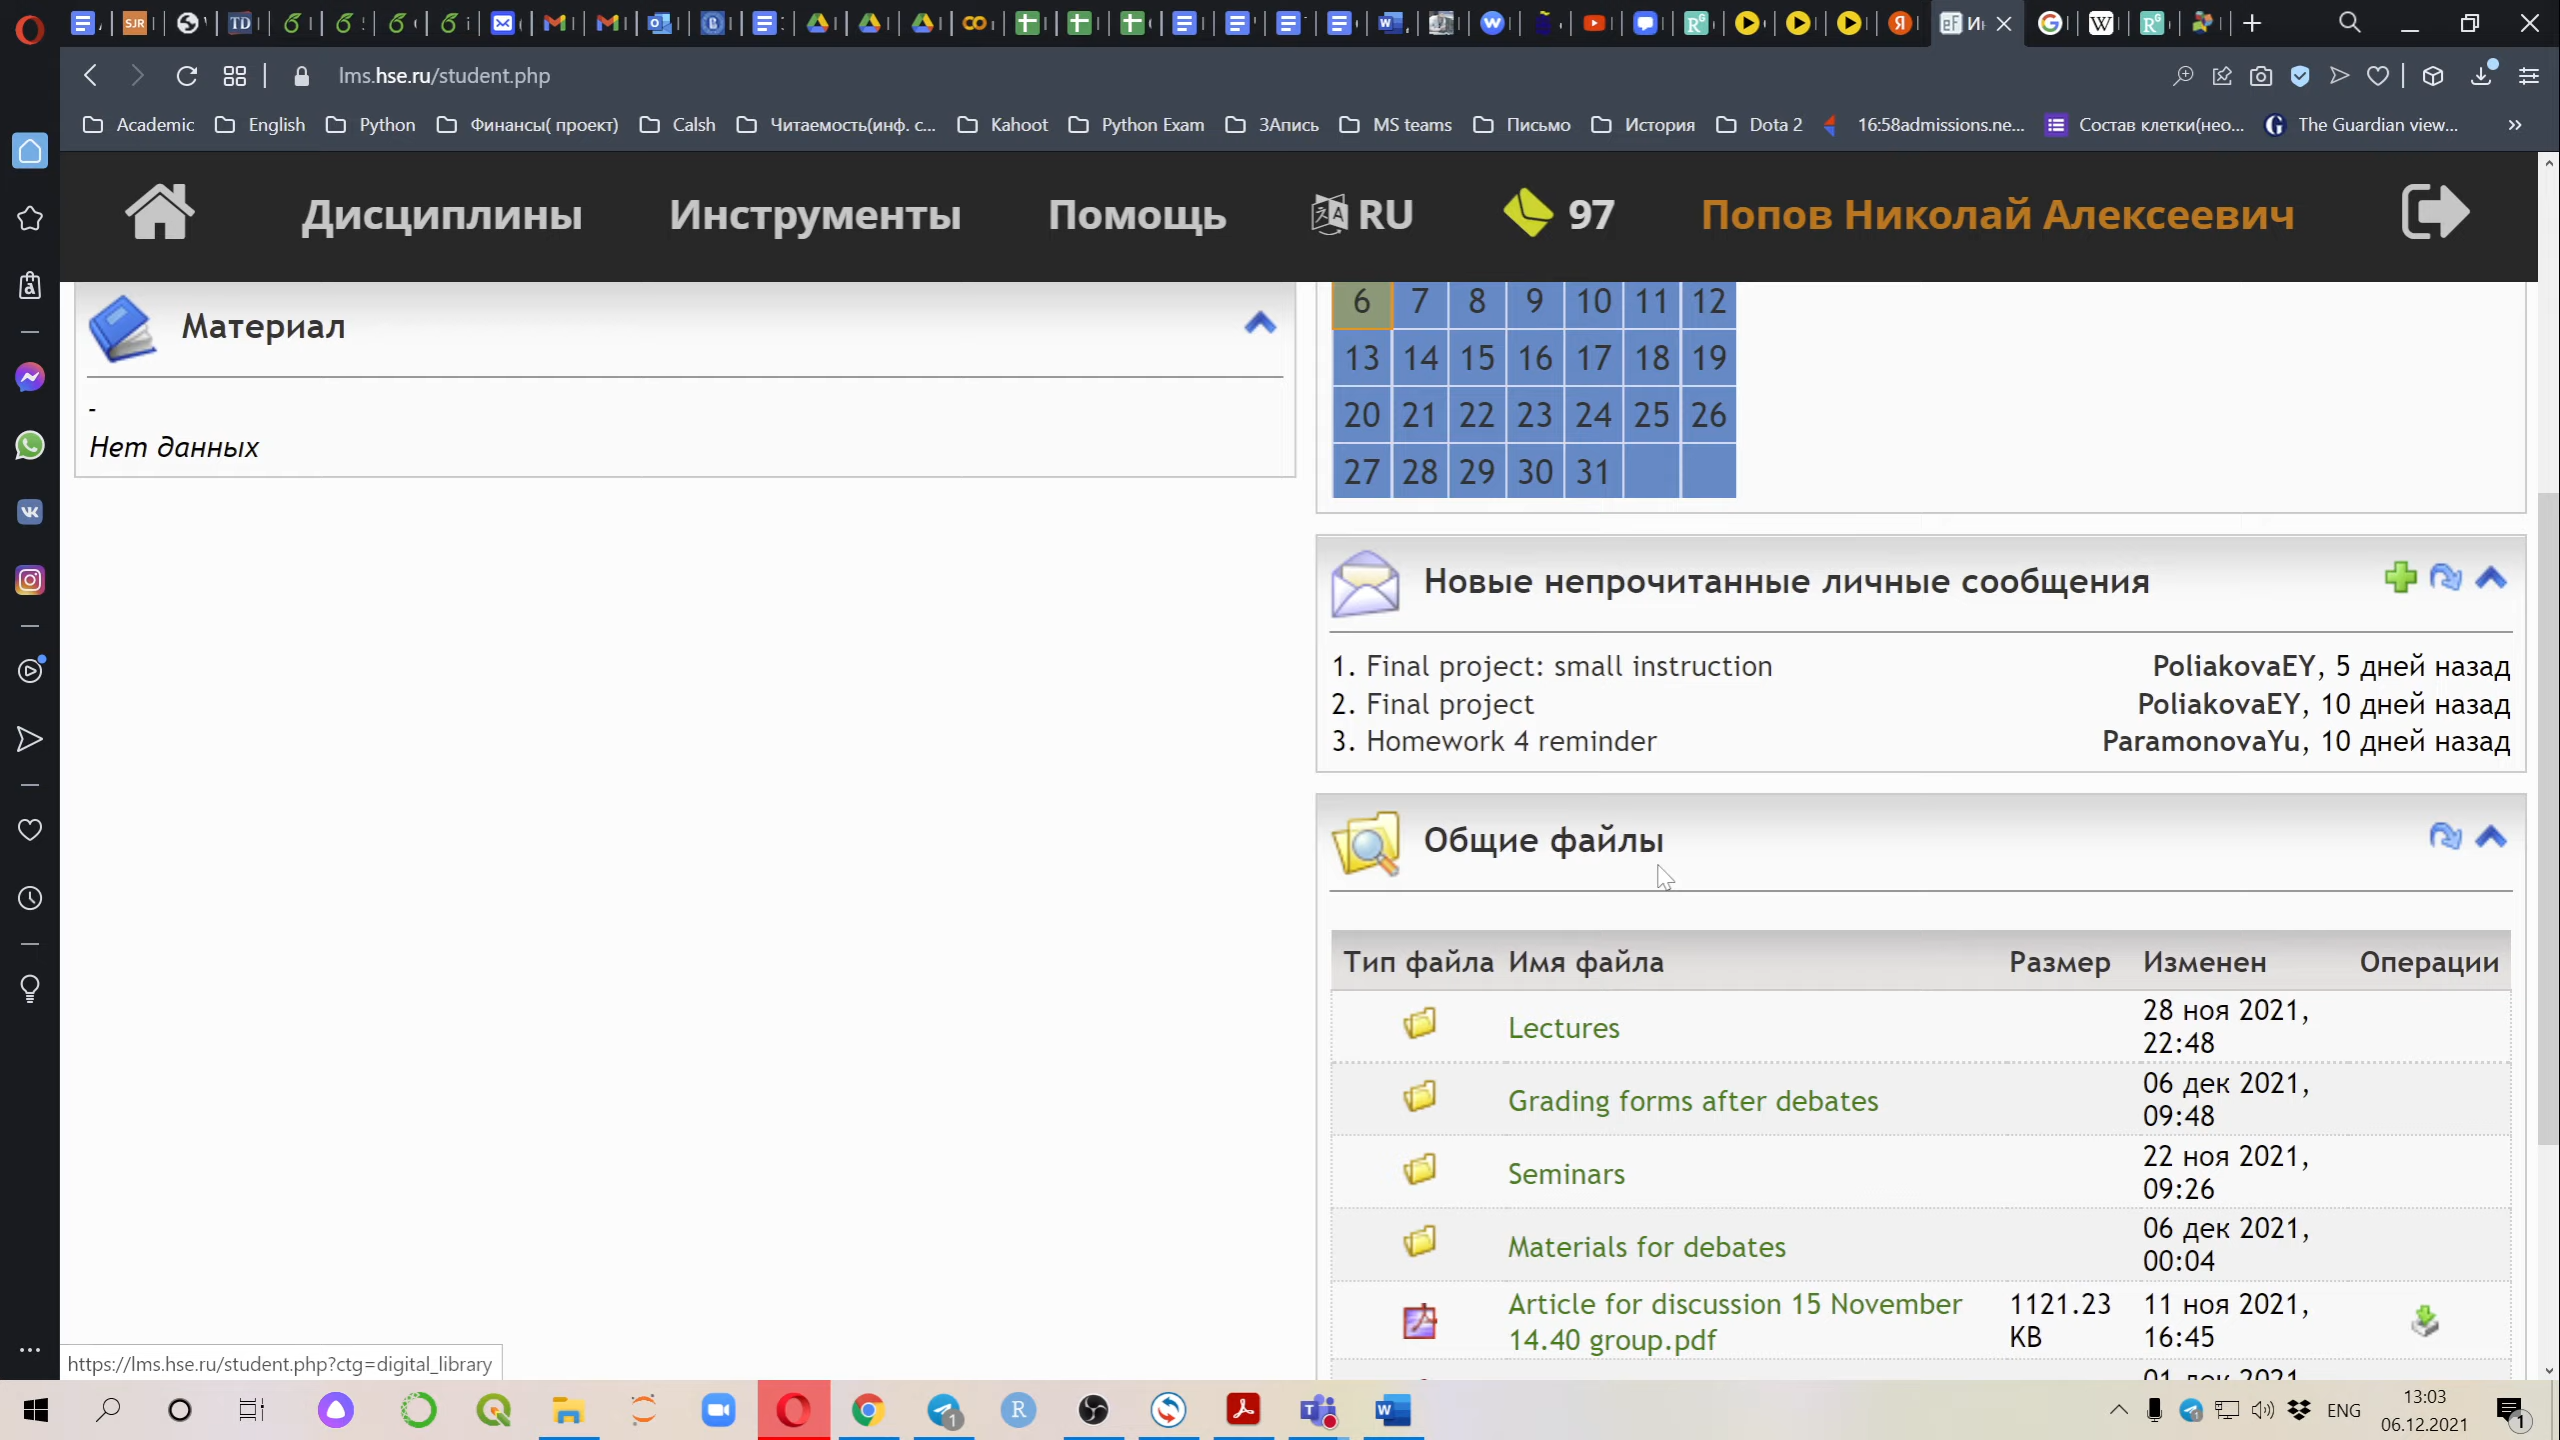 lms.hse.ru/student.php
Academic English Python Финансы( проект) Calsh Читаемость(инф. с... Kahoot Python Exam ЗАпись MS teams Письмо История Dota 2 16:58admissions.ne... Состав клетки(нео... The Guardian view...
Дисциплины Инструменты Помощь RU 97 Попов Николай Алексеевич
Материал
-
Нет данных
6 7 8 9 10 11 12
13 14 15 16 17 18 19
20 21 22 23 24 25 26
27 28 29 30 31
Новые непрочитанные личные сообщения
1. Final project: small instruction PoliakovaEY, 5 дней назад
2. Final project PoliakovaEY, 10 дней назад
3. Homework 4 reminder ParamonovaYu, 10 дней назад
Общие файлы
Тип файла Имя файла Размер Изменен Операции
Lectures 28 ноя 2021,
22:48
Grading forms after debates 06 дек 2021,
09:48
Seminars 22 ноя 2021,
09:26
Materials for debates 06 дек 2021,
00:04
Article for discussion 15 November 1121.23 11 ноя 2021,
14.40 group.pdf KB 16:45
https://lms.hse.ru/student.php?ctg=digital_library
ENG
13:03
06.12.2021